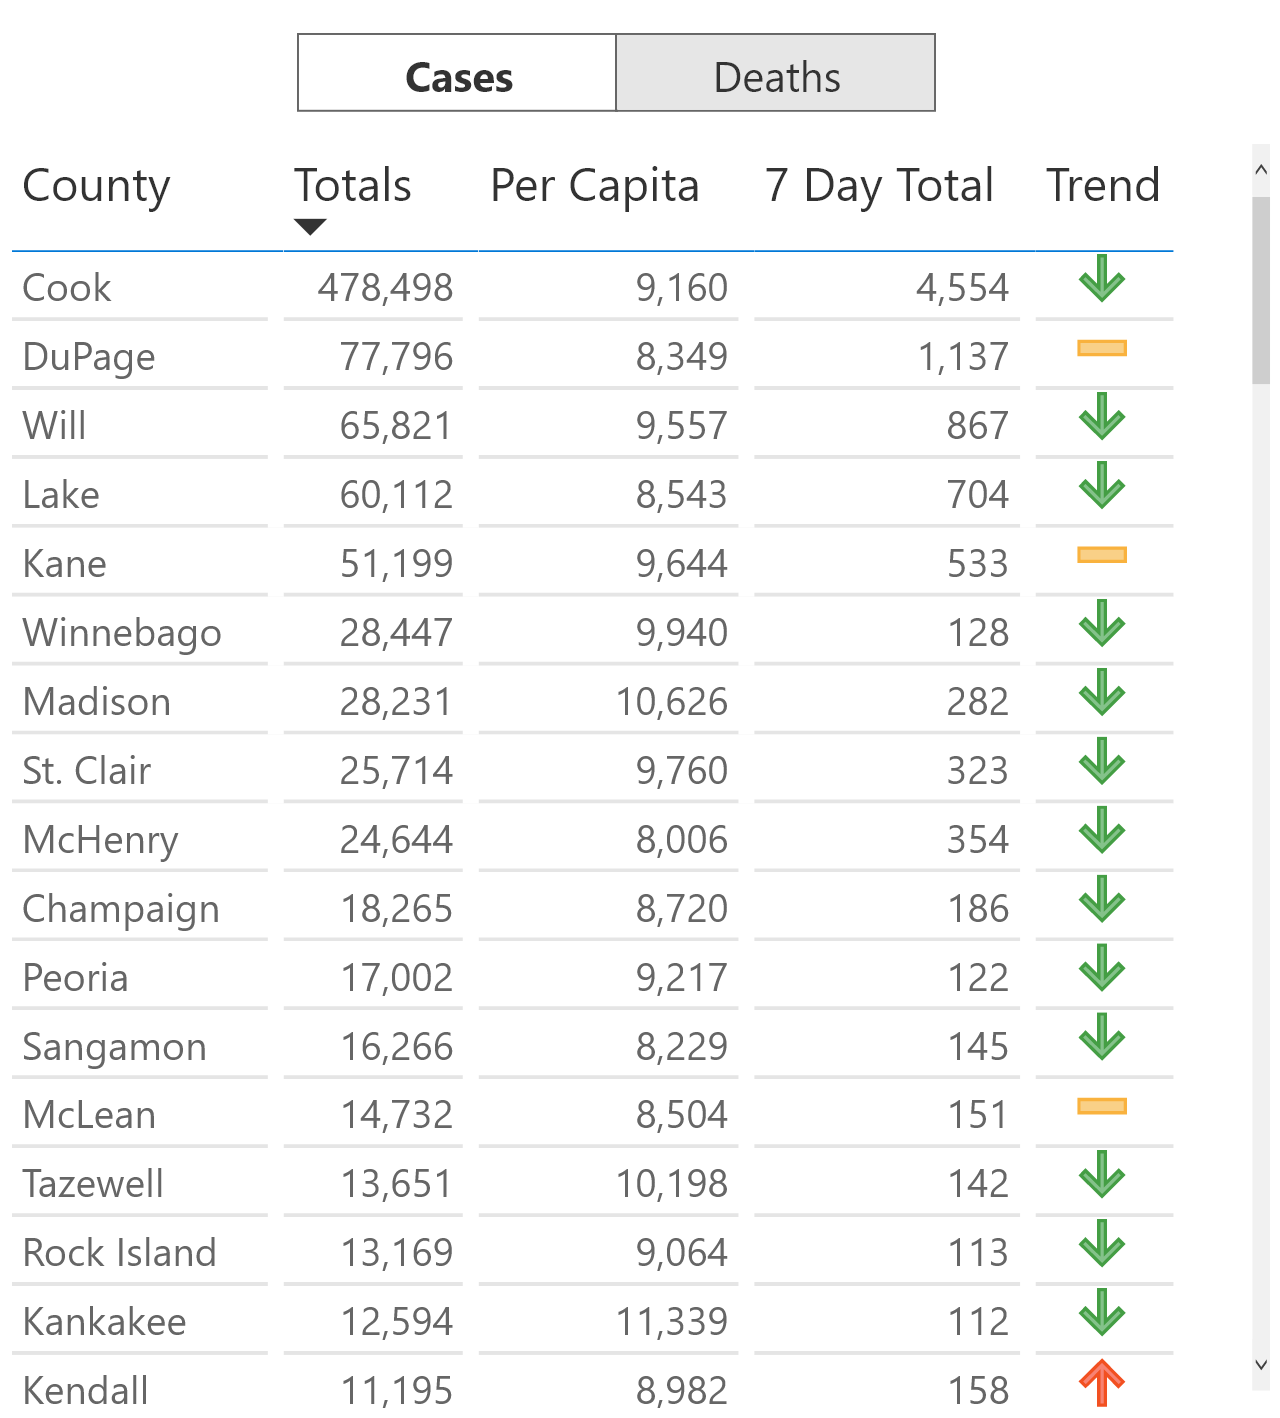 Cases Deaths
County Totals Per Capita 7 Day Total Trend
Cook 478,498 9,160 4,554
DuPage 77,796 8,349 1,137
Will 65,821 9,557 867
Lake 60,112 8,543 704
Kane 51,199 9,644 533
Winnebago 28,447 9,940 128
Madison 28,231 10,626 282
St. Clair 25,714 9,760 323
McHenry 24,644 8,006 354
Champaign 18,265 8,720 186
Peoria 17,002 9,217 122
Sangamon 16,266 8,229 145
McLean 14,732 8,504 151
Tazewell 13,651 10,198 142
Rock Island 13,169 9,064 113
Kankakee 12,594 11,339 112
Kendall 11,195 8,982 158